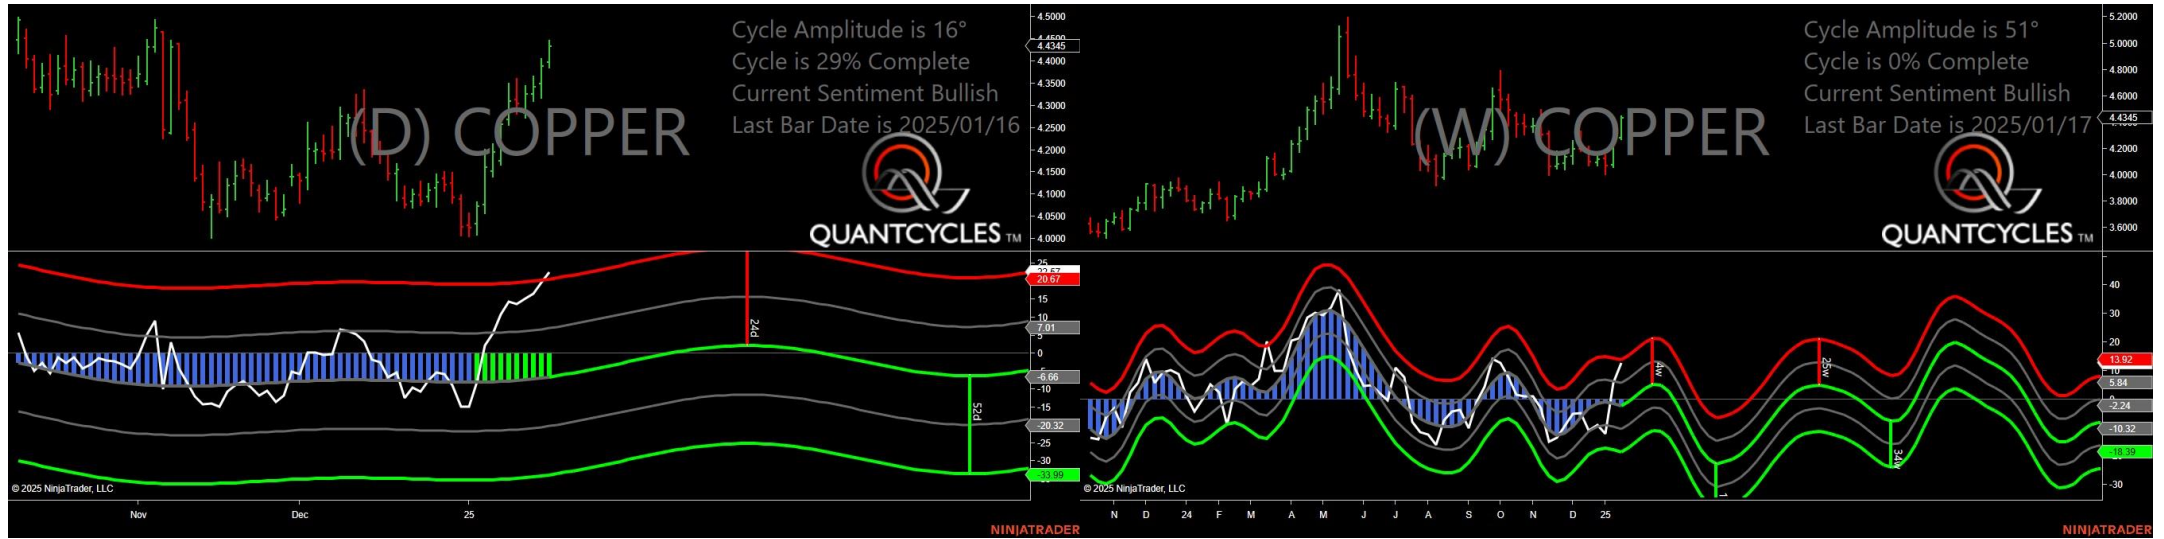 Cycle Amplitude is 16°
Cycle is 29% Complete
Current Sentiment Bullish
Last Bar Date is 2025/01/16
(D) COPPER
QUANTCYCLES TM
4.5000
4.4345
4.4000
4.3500
4.3000
4.2500
4.2000
4.1500
4.1000
4.0500
4.0000
25
20.67
15
10
7.01
5
0
-6.66
-10
-15
-20.32
-25
-30
-33.99
24d
52d
© 2025 NinjaTrader, LLC
Nov
Dec
25
NINJATRADER
Cycle Amplitude is 51°
Cycle is 0% Complete
Current Sentiment Bullish
Last Bar Date is 2025/01/17
(W) COPPER
QUANTCYCLES TM
5.2000
5.0000
4.8000
4.6000
4.4345
4.2000
4.0000
3.8000
3.6000
40
30
20
13.92
5.84
-2.24
-10.32
-18.39
-30
4w
25w
34w
© 2025 NinjaTrader, LLC
N D 24 F M A M J J A S O N D 25
NINJATRADER